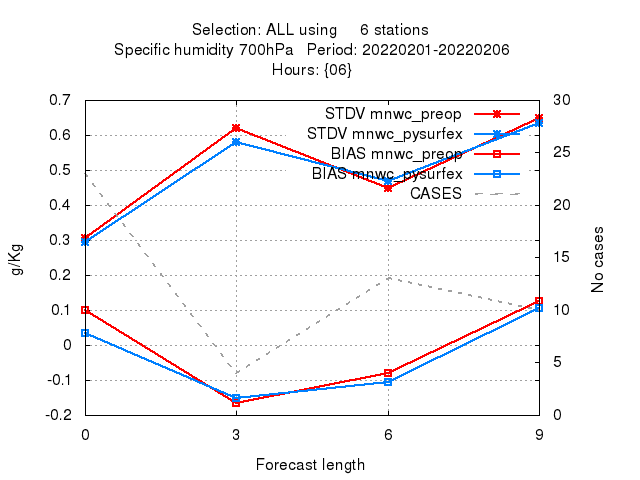 Selection: ALL using     6 stations
Specific humidity 700hPa   Period: 20220201-20220206
Hours: {06}
STDV mnwc_preop
STDV mnwc_pysurfex
BIAS mnwc_preop
BIAS mnwc_pysurfex
CASES
g/Kg
0.7
0.6
0.5
0.4
0.3
0.2
0.1
0
-0.1
-0.2
No cases
30
25
20
15
10
5
0
0 3 6 9
Forecast length